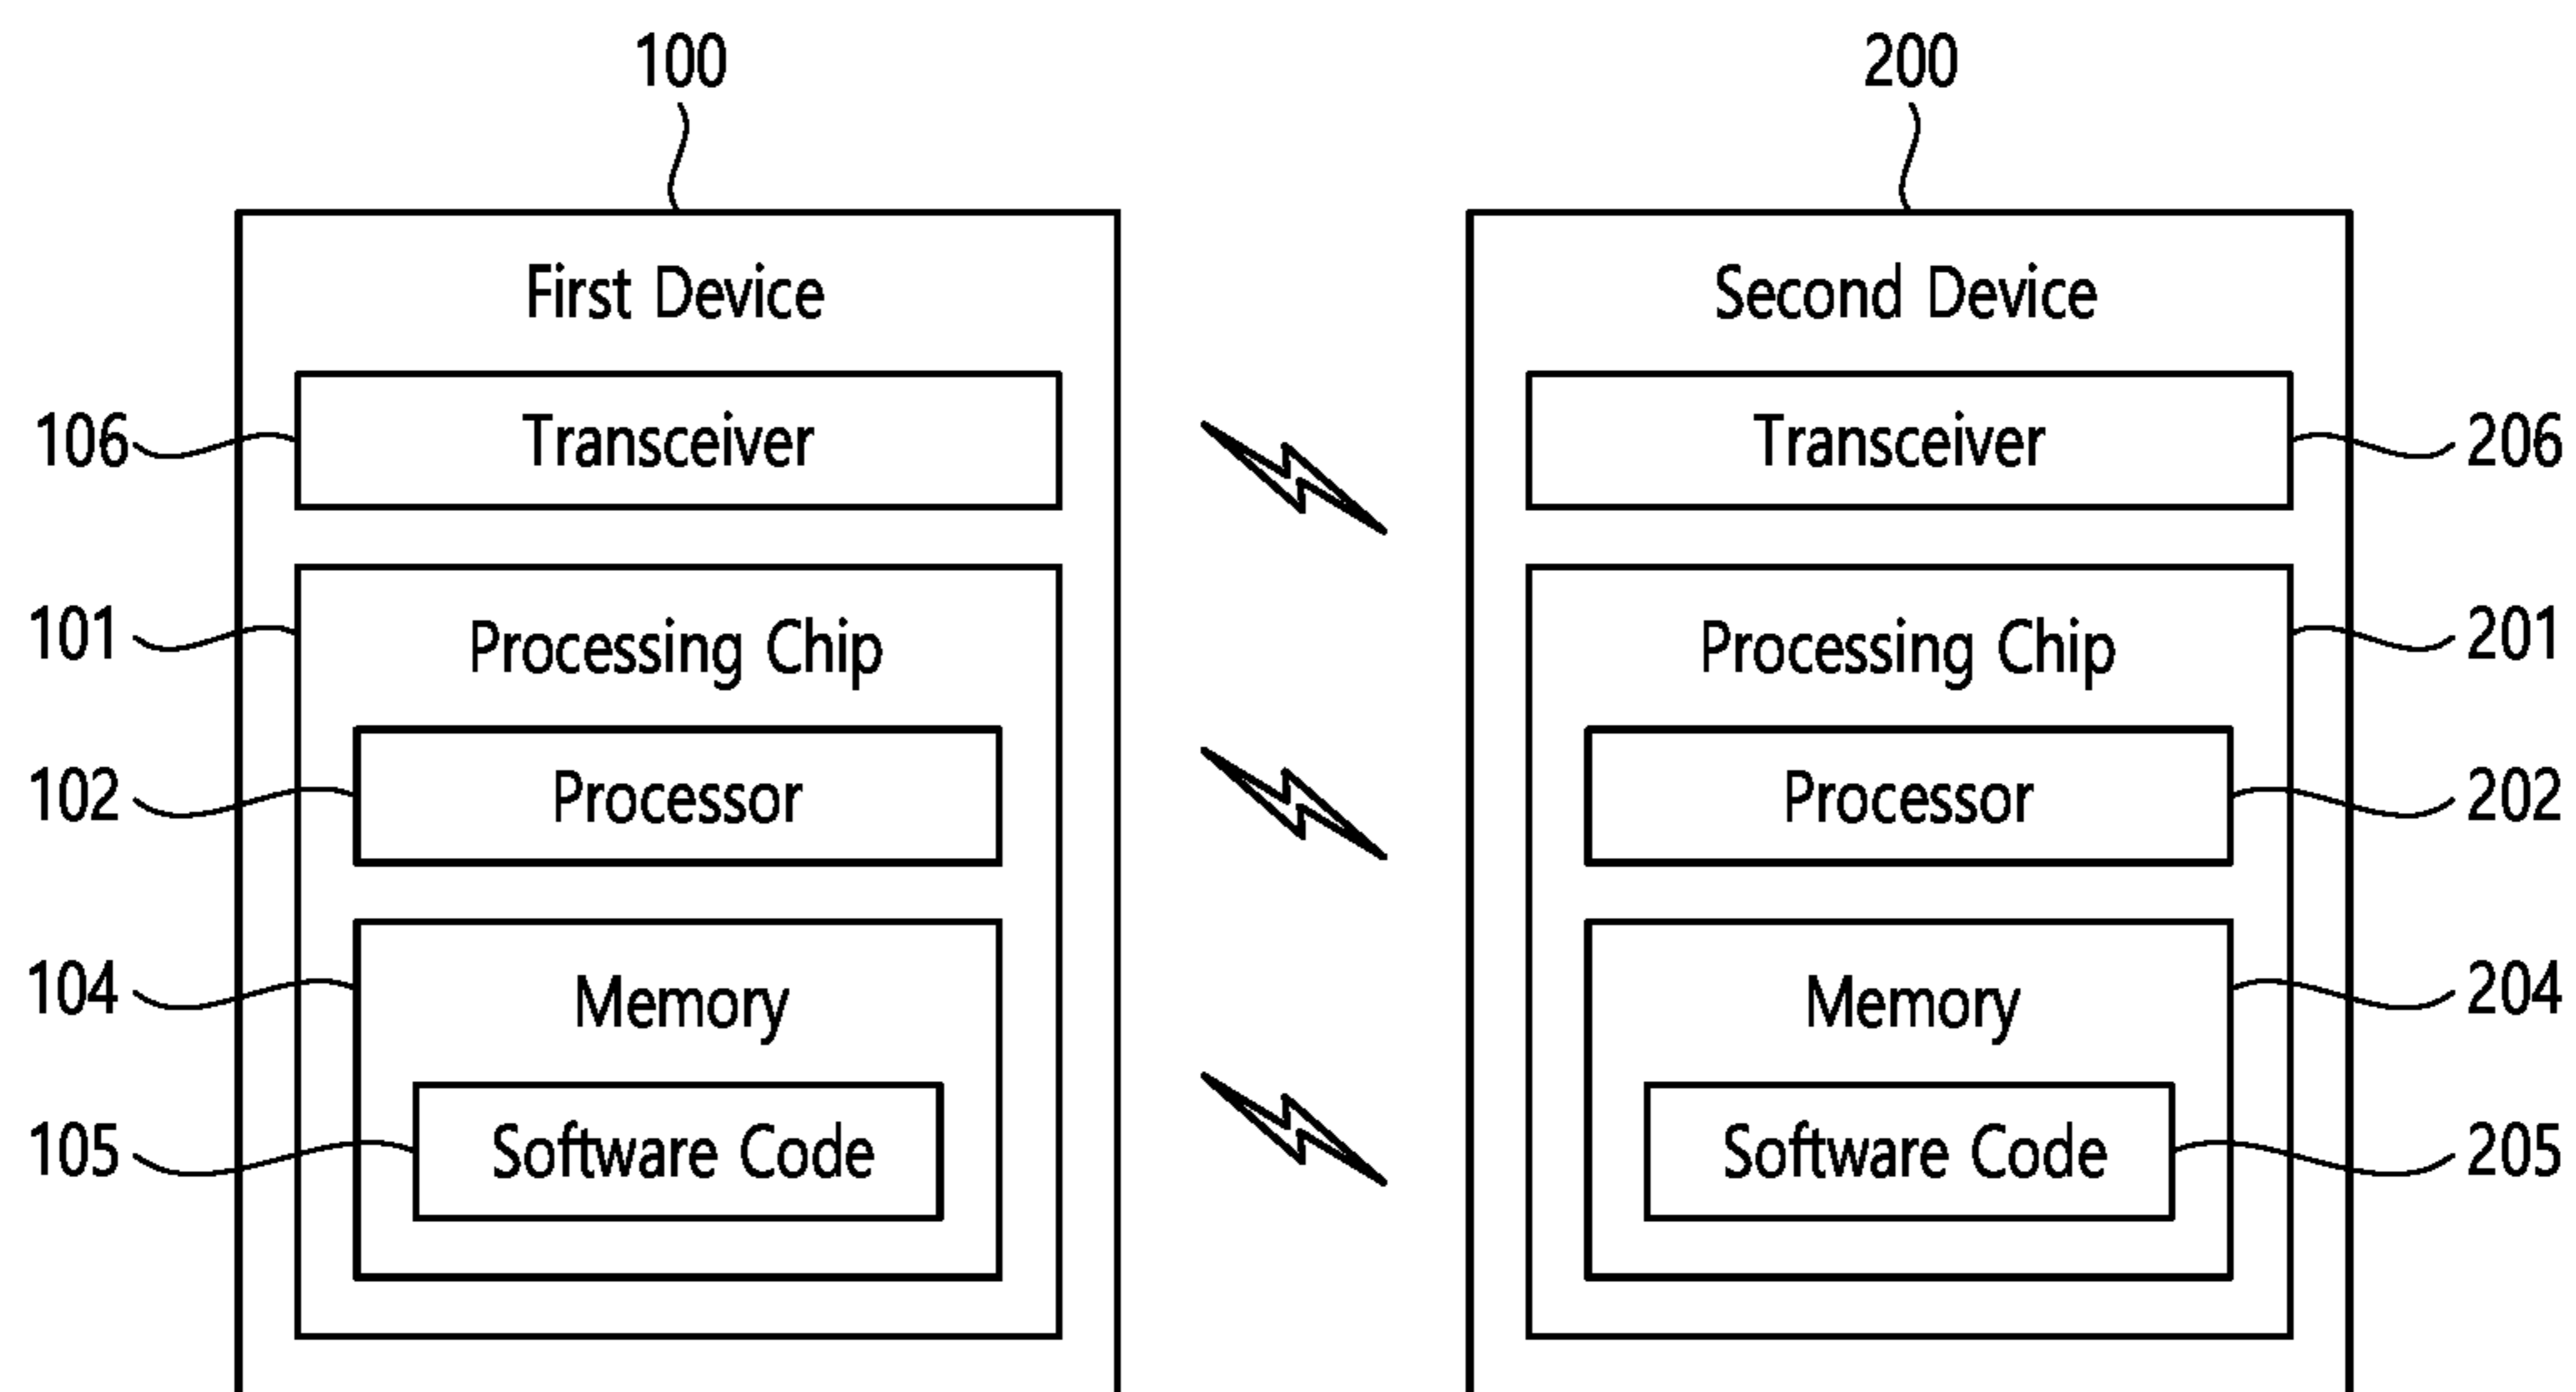 100
200
First Device
Second Device
106
Transceiver
Transceiver
206
101
Processing Chip
Processing Chip
201
102
Processor
Processor
202
104
Memory
Memory
204
105
Software Code
Software Code
205